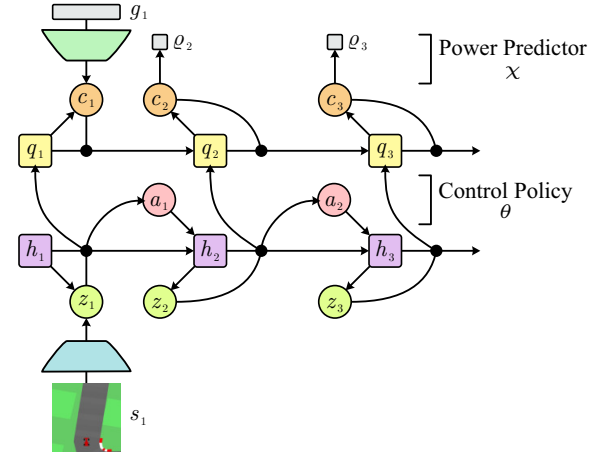 g₁
ϱ₂
ϱ₃
Power Predictor
χ
c₁
c₂
c₃
q₁
q₂
q₃
Control Policy
θ
a₁
a₂
h₁
h₂
h₃
z₁
z₂
z₃
s₁